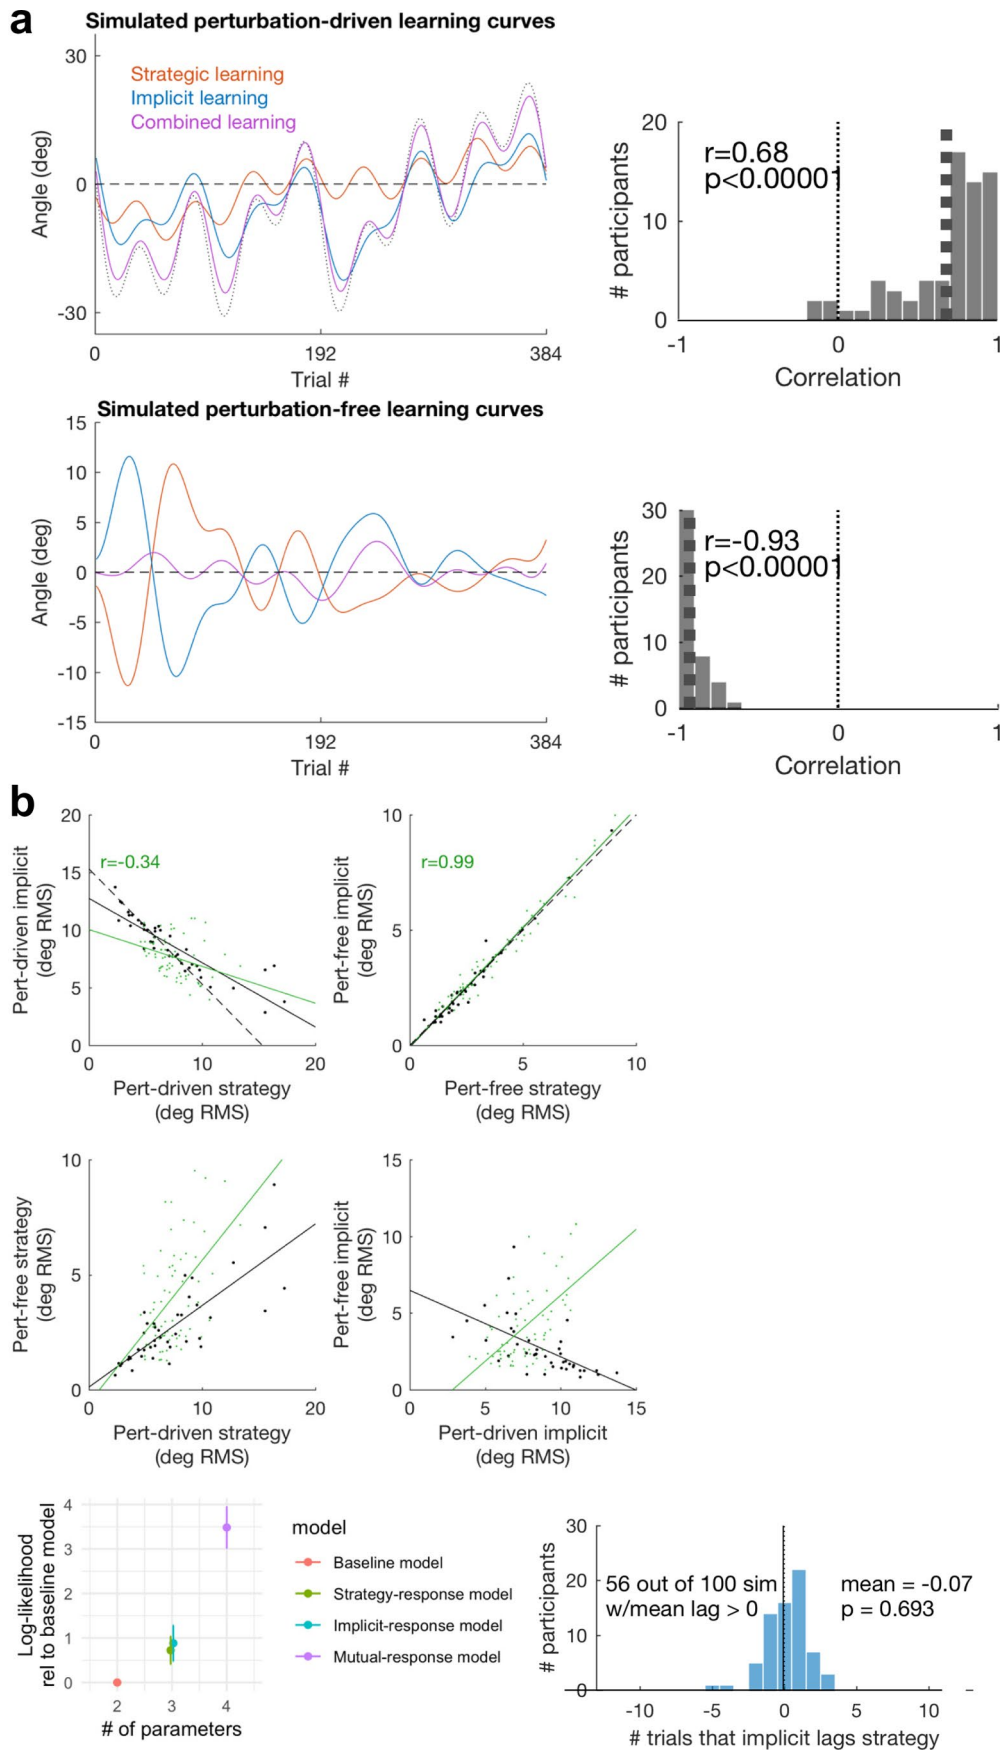 a
Simulated perturbation-driven learning curves
30
0
-30
Angle (deg)
Strategic learning
Implicit learning
Combined learning
0
192
384
Trial #
20
10
0
# participants
r=0.68
p<0.00001
-1
0
1
Correlation
Simulated perturbation-free learning curves
15
10
5
0
-5
-10
-15
Angle (deg)
0
192
384
Trial #
30
20
10
0
# participants
r=-0.93
p<0.00001
-1
0
1
Correlation
b
20
15
10
5
0
Pert-driven implicit
(deg RMS)
r=-0.34
0
10
20
Pert-driven strategy
(deg RMS)
10
5
0
Pert-free implicit
(deg RMS)
r=0.99
0
5
10
Pert-free strategy
(deg RMS)
10
5
0
Pert-free strategy
(deg RMS)
0
10
20
Pert-driven strategy
(deg RMS)
15
10
5
0
Pert-free implicit
(deg RMS)
0
5
10
15
Pert-driven implicit
(deg RMS)
4
3
2
1
0
Log-likelihood
rel to baseline model
2
3
4
# of parameters
model
Baseline model
Strategy-response model
Implicit-response model
Mutual-response model
30
20
10
0
# participants
56 out of 100 sim
w/mean lag > 0
mean = -0.07
p = 0.693
-10
-5
0
5
10
# trials that implicit lags strategy